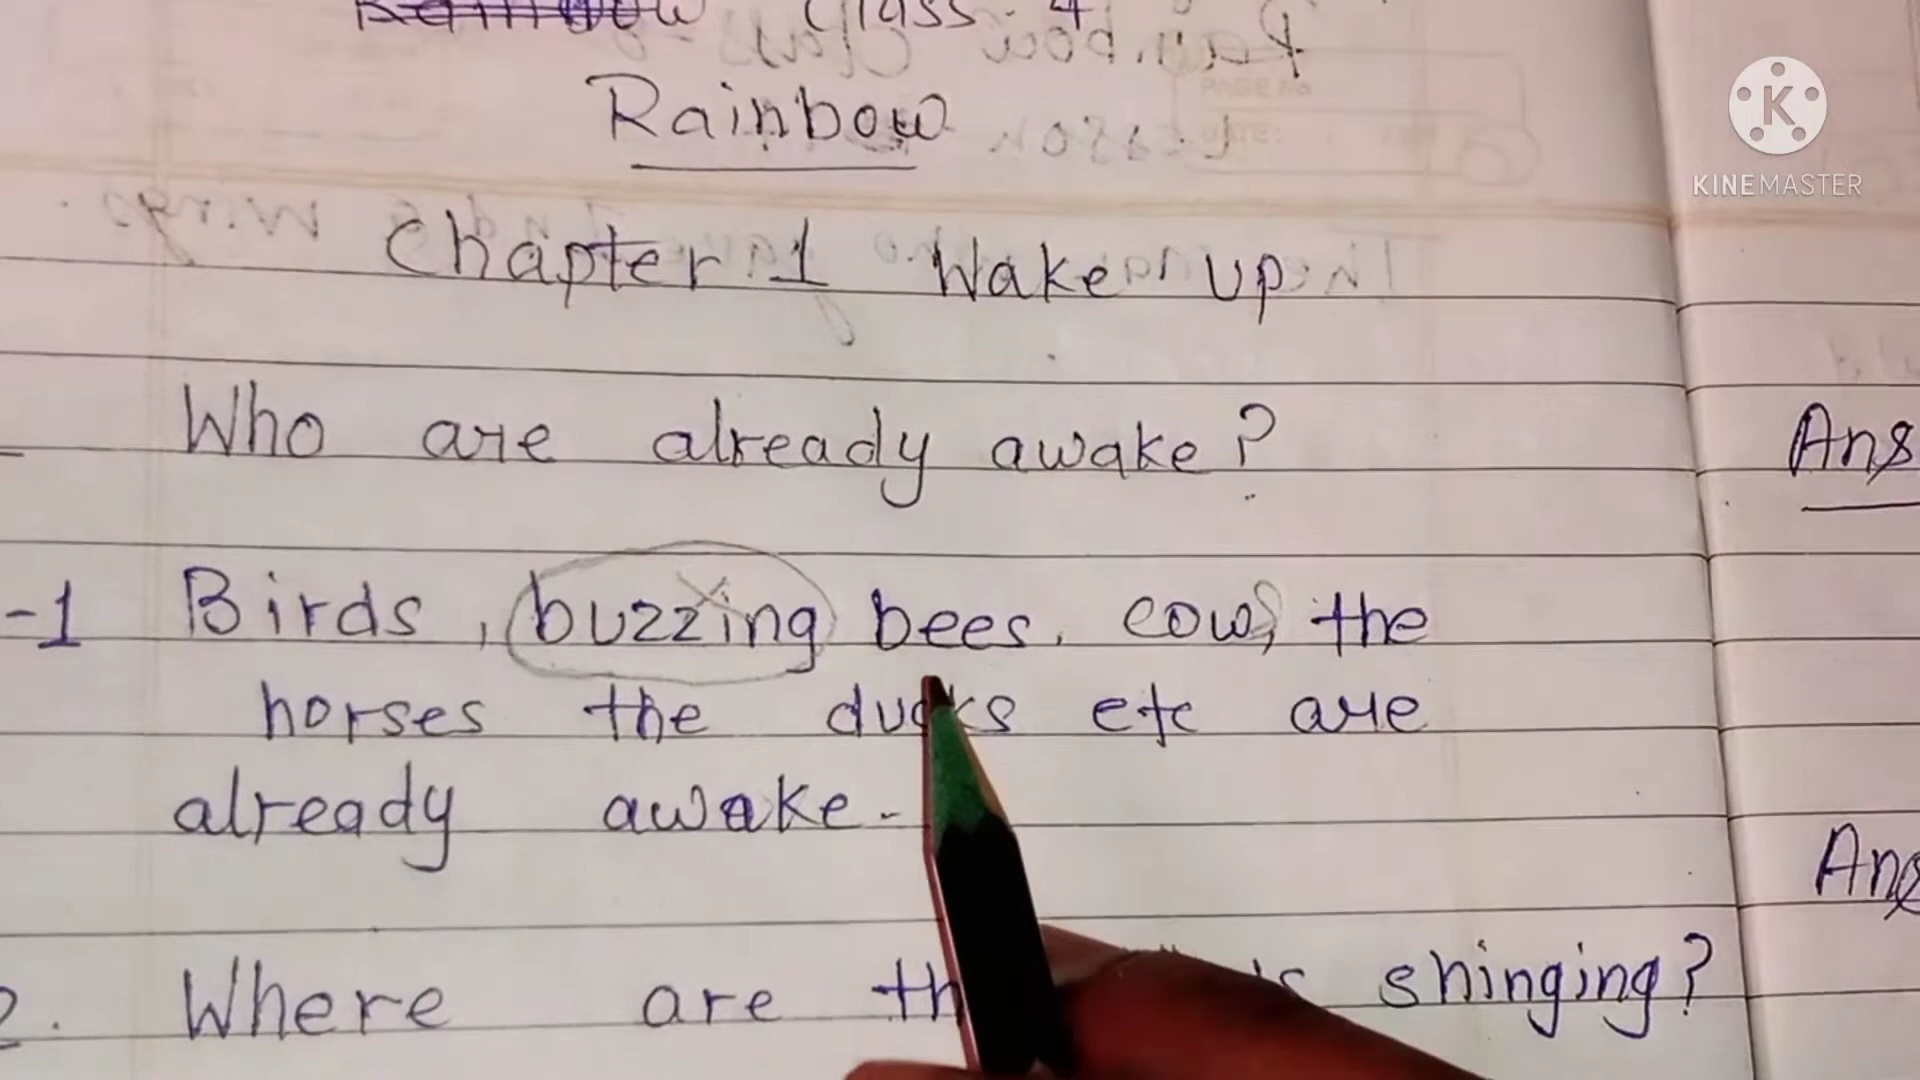 Rainbow Class - 4
Rainbow
Chapter 1 Wake up
Who are already awake?
-1 Birds, buzzing bees, cow, the
horses the ducks etc are
already awake.
2. Where are shinging?
Ans
Ans
KINEMASTER